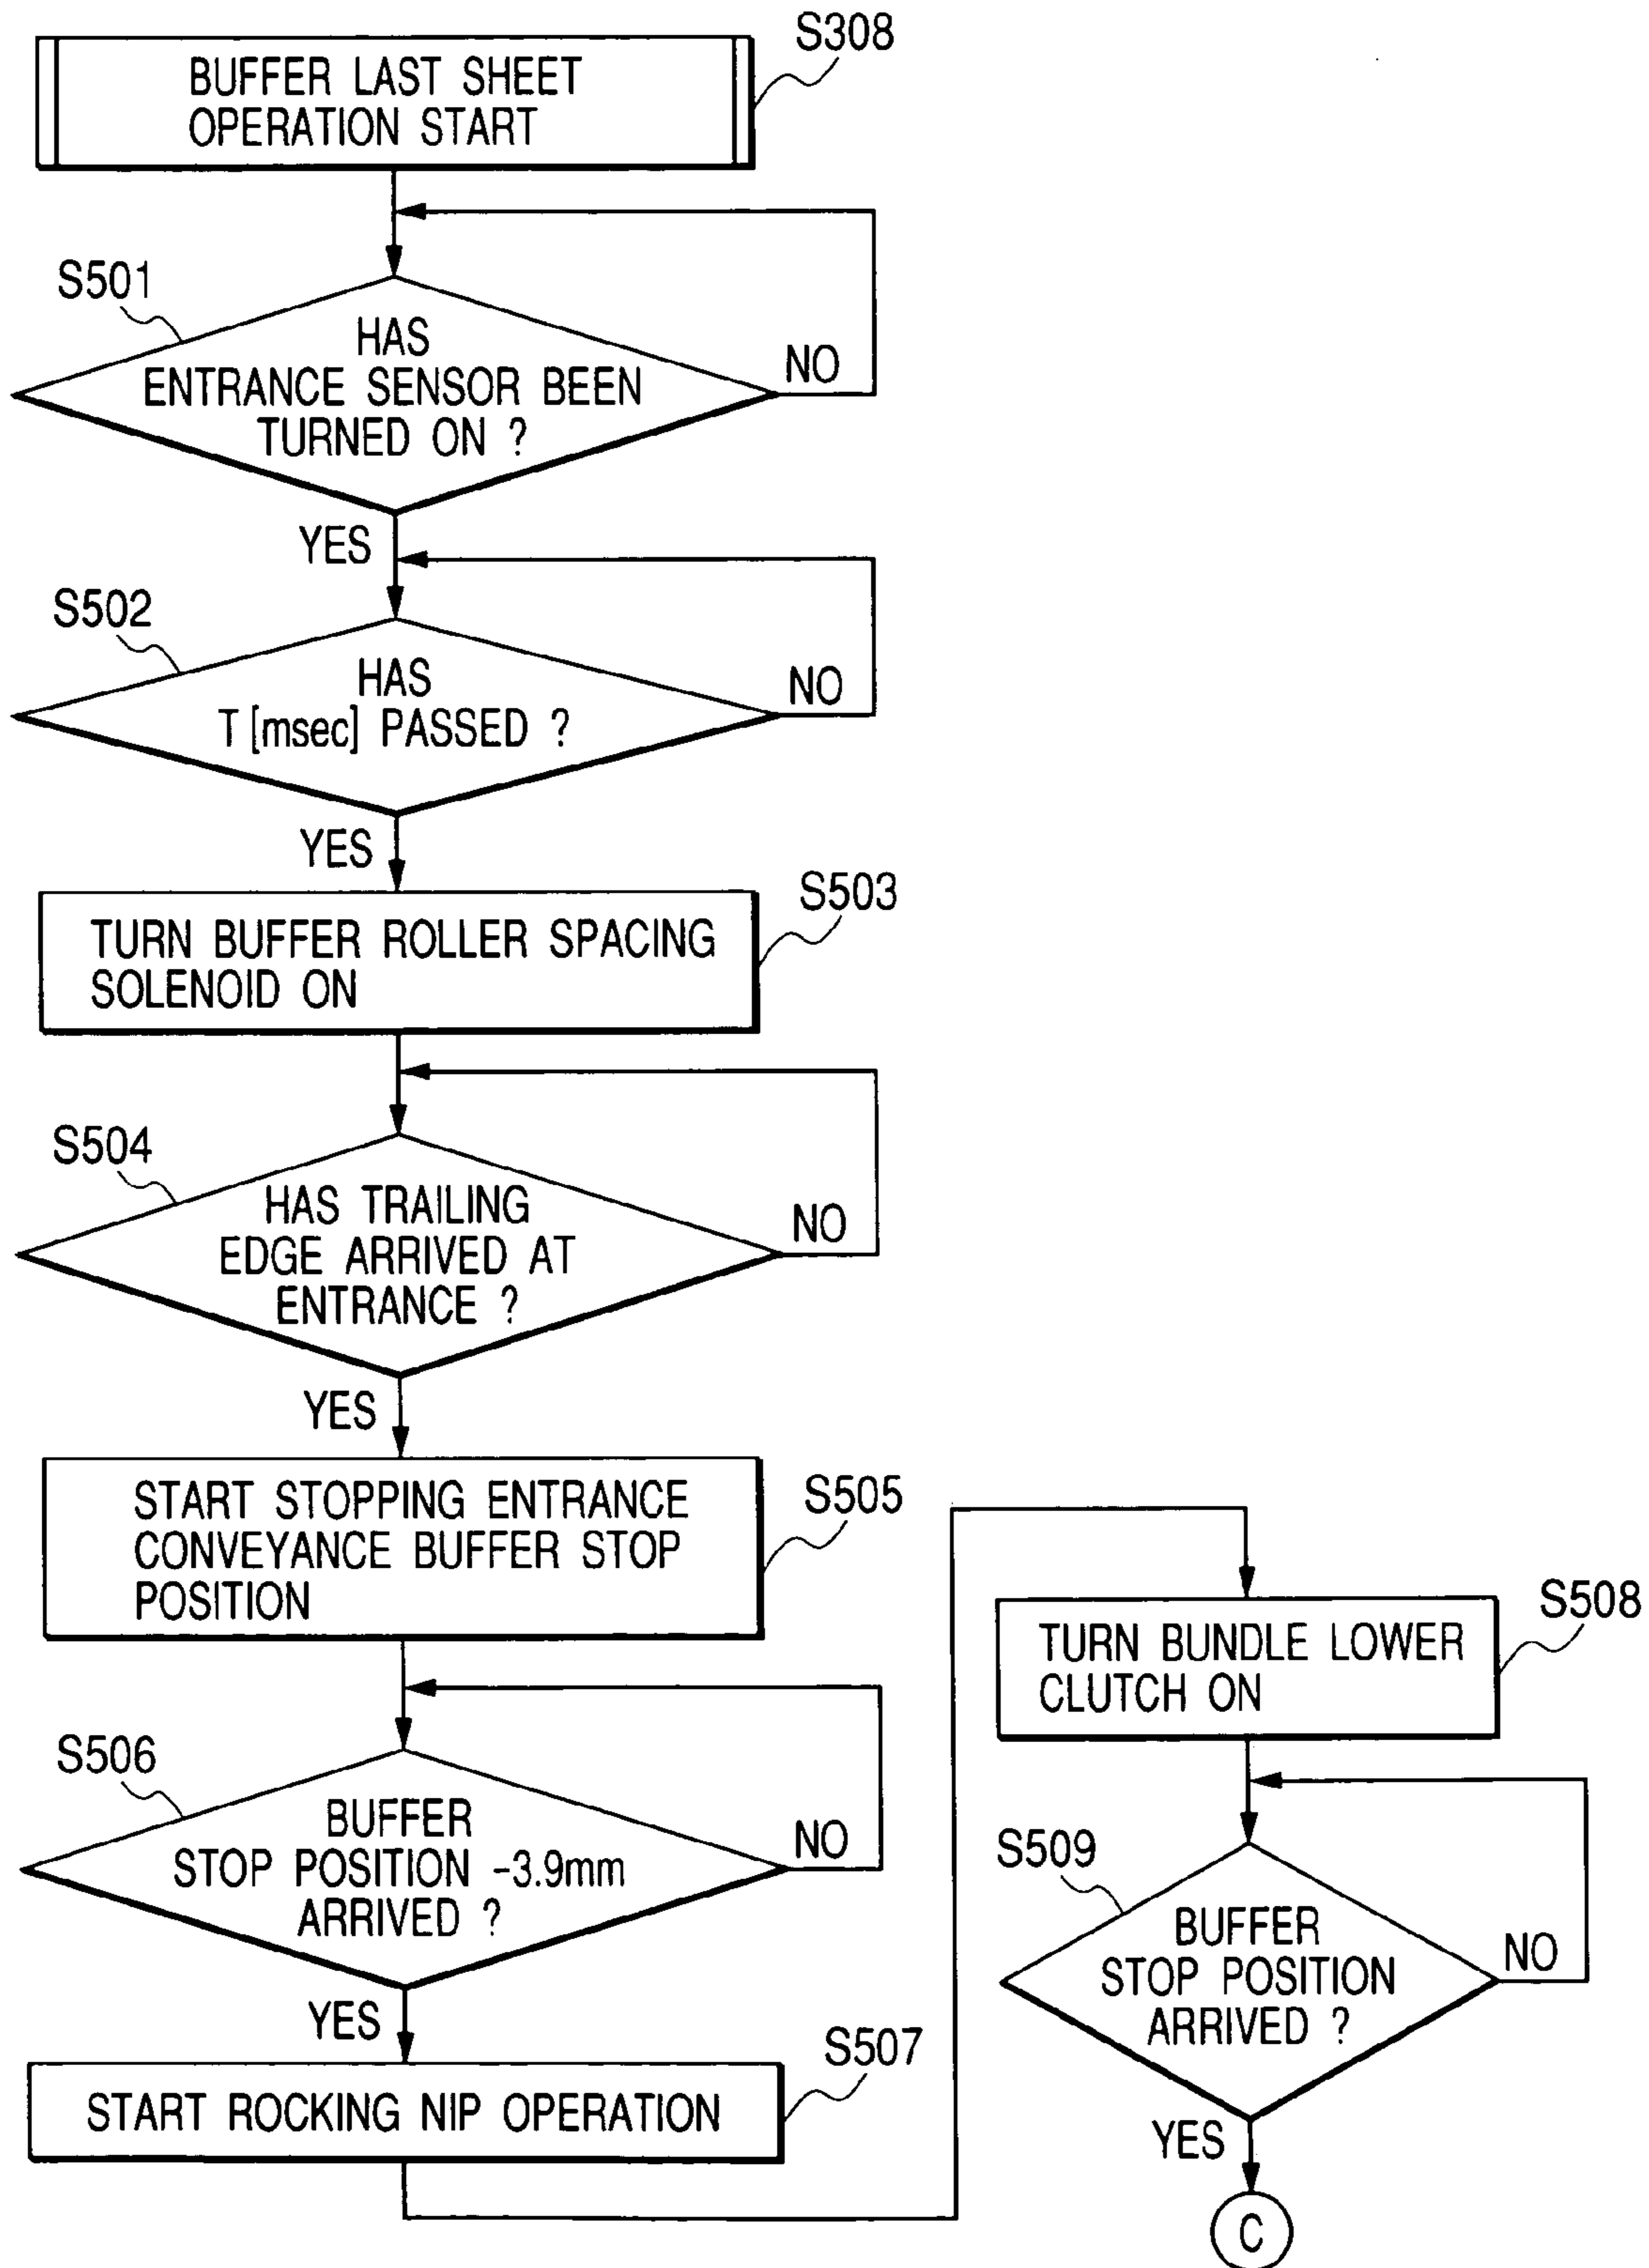 S308
BUFFER LAST SHEET
OPERATION START
S501
HAS
ENTRANCE SENSOR BEEN
TURNED ON ?
NO
YES
S502
HAS
T [msec] PASSED ?
NO
YES
S503
TURN BUFFER ROLLER SPACING
SOLENOID ON
S504
HAS TRAILING
EDGE ARRIVED AT
ENTRANCE ?
NO
YES
S505
START STOPPING ENTRANCE
CONVEYANCE BUFFER STOP
POSITION
S506
BUFFER
STOP POSITION -3.9mm
ARRIVED ?
NO
YES
S507
START ROCKING NIP OPERATION
S508
TURN BUNDLE LOWER
CLUTCH ON
S509
BUFFER
STOP POSITION
ARRIVED ?
NO
YES
C